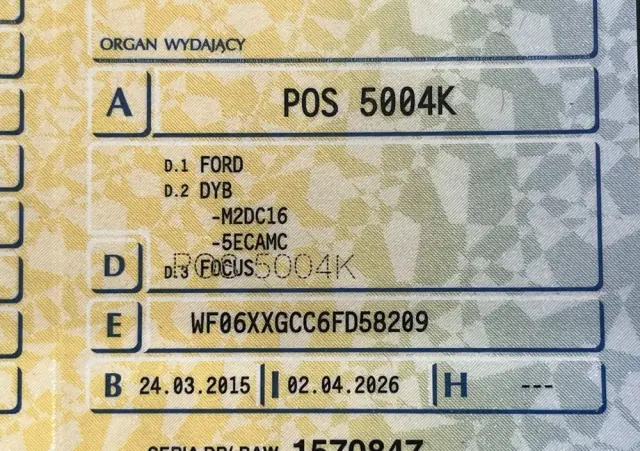 ORGAN WYDAJĄCY
A POS 5004K
D.1 FORD
D.2 DYB
-M2DC16
-5ECAMC
D D.3 FOCUS
POS 5004K
E WF06XXGCC6FD58209
B 24.03.2015 I 02.04.2026 H ---
1570847